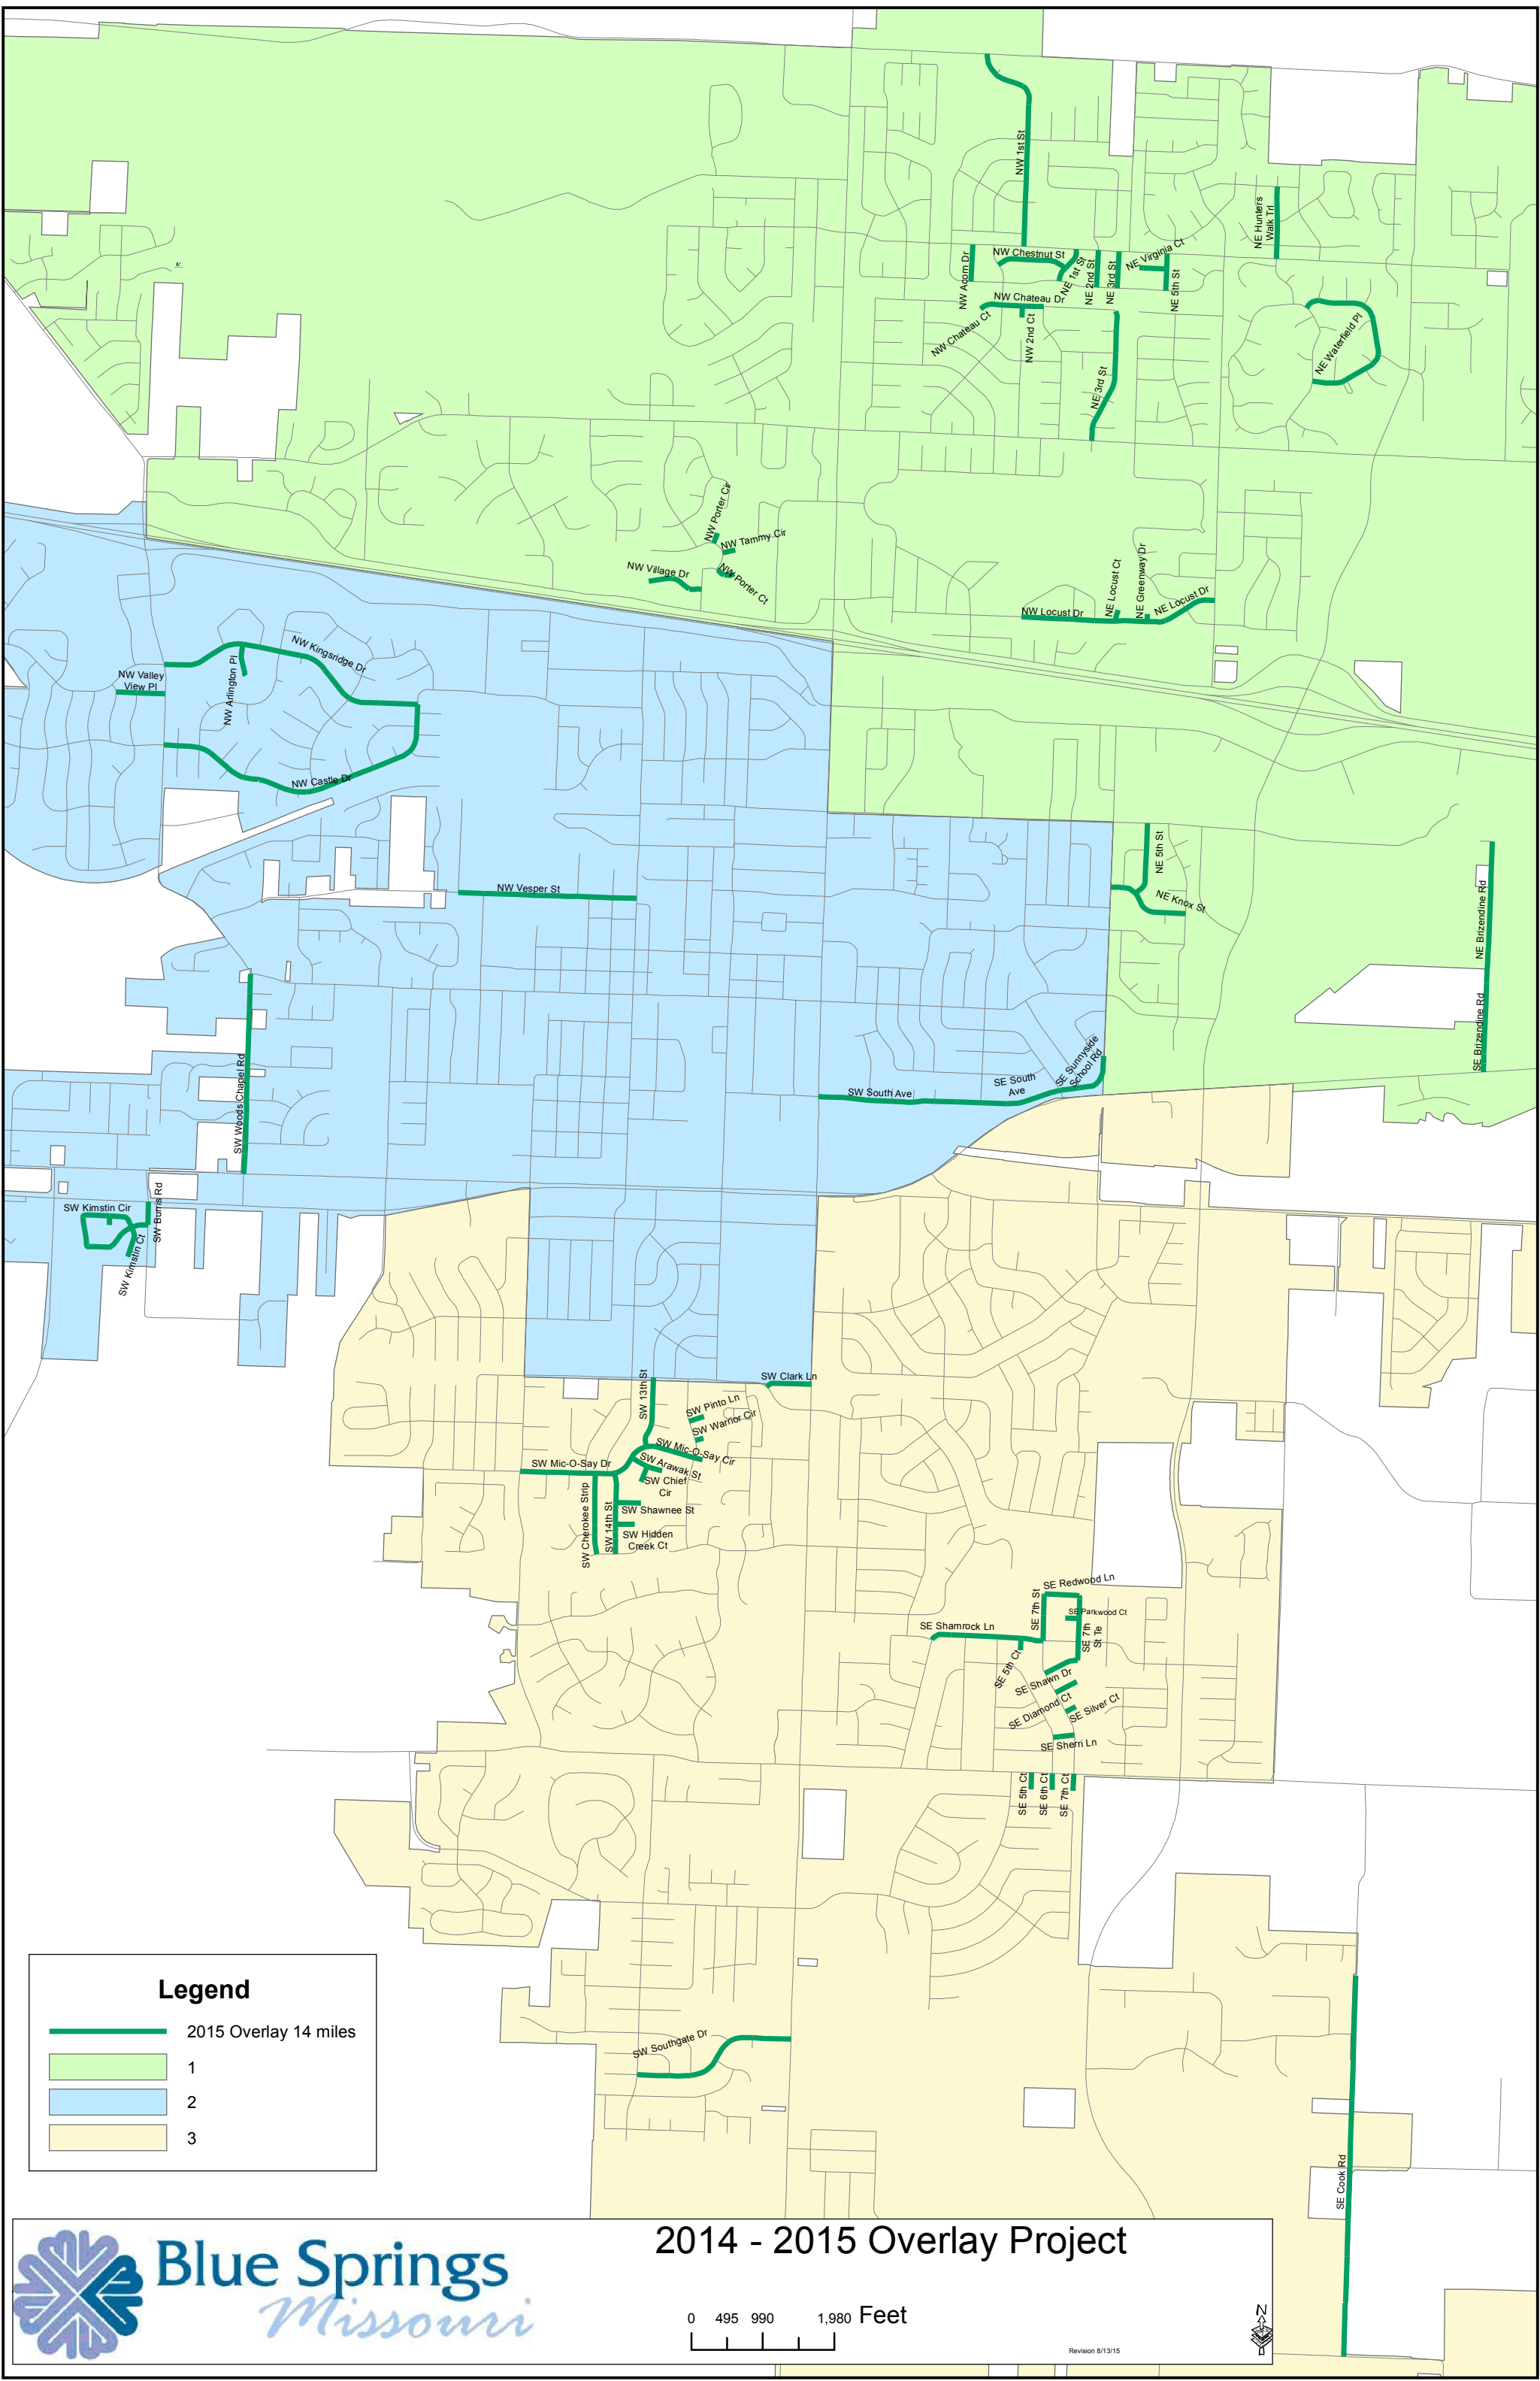 NW 1st St
NE Hunters
Walk Trl
NW Acorn Dr
NW Chestnut St
NE 1st St
NE 2nd St
NE 3rd St
NE Virginia Ct
NE 5th St
NW Chateau Dr
NW Chateau Ct
NW 2nd Ct
NE Waterfield Pl
NE 3rd St
NW Porter Cir
NW Tammy Cir
NW Village Dr
NW Porter Ct
NE Locust Ct
NE Greenway Dr
NW Locust Dr
NE Locust Dr
NW Kingsridge Dr
NW Valley
View Pl
NW Arlington Pl
NW Castle Dr
NE 5th St
NE Knox St
NW Vesper St
NE Brizendine Rd
SE Brizendine Rd
SW Woods Chapel Rd
SW South Ave
SE South
Ave
SE Sunnyside
School Rd
SW Kimstin Cir
SW Burris Rd
SW Kimstin Ct
SW Clark Ln
SW 13th St
SW Pinto Ln
SW Warrior Cir
SW Mic-O-Say Cir
SW Mic-O-Say Dr
SW Arawak St
SW Chief
Cir
SW Cherokee Strip
SW 14th St
SW Shawnee St
SW Hidden
Creek Ct
SE Redwood Ln
SE 7th St
SE Parkwood Ct
SE Shamrock Ln
SE 7th
St Te
SE 5th Ct
SE Shawn Dr
SE Diamond Ct
SE Silver Ct
SE Sherri Ln
SE 5th Ct
SE 6th Ct
SE 7th Ct
SW Southgate Dr
SE Cook Rd
Legend
2015 Overlay 14 miles
1
2
3
Blue Springs
Missouri
2014 - 2015 Overlay Project
0 495 990 1,980 Feet
Revision 8/13/15
N